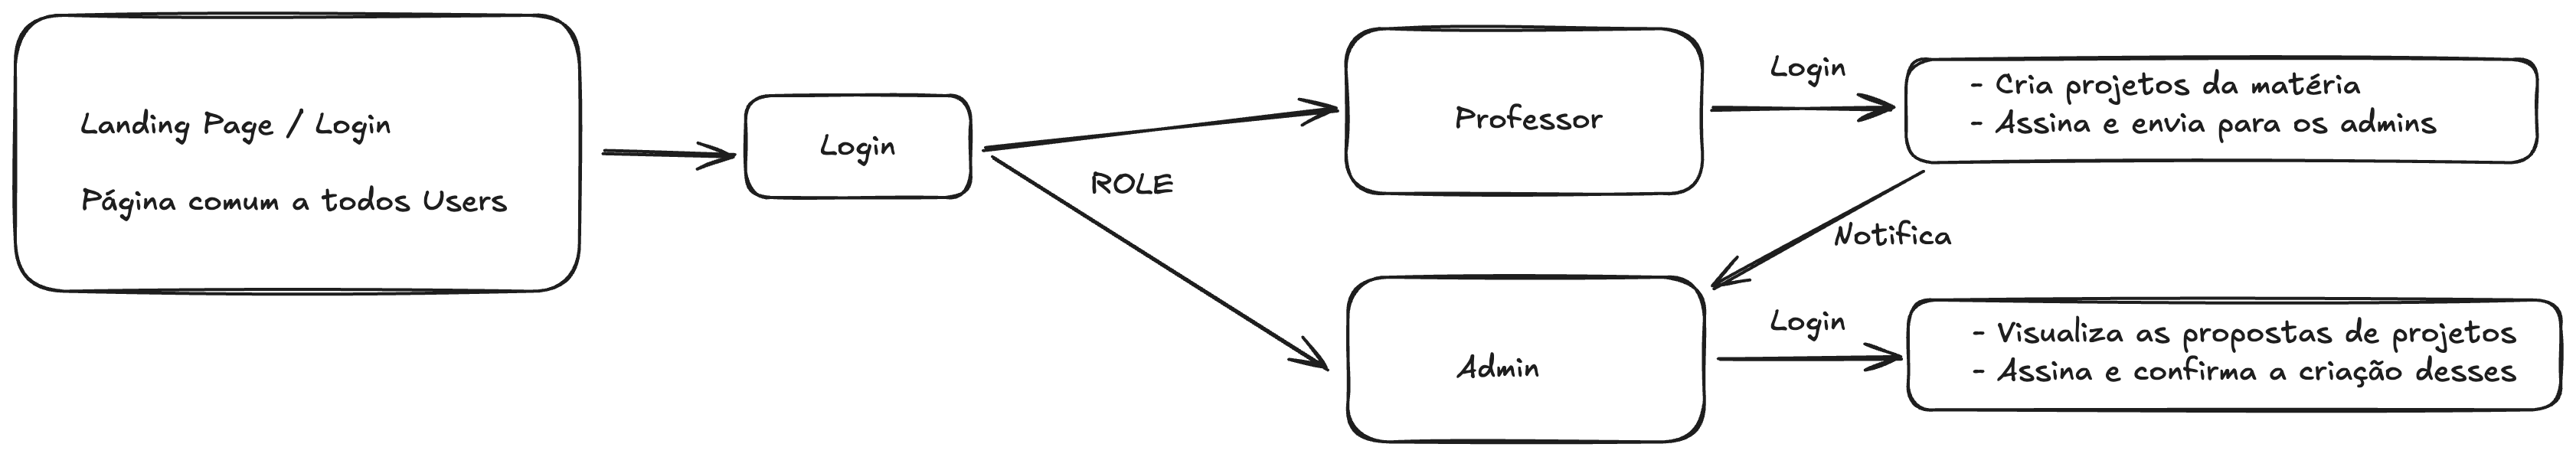 Landing Page / Login
Página comum a todos Users
Login
ROLE
Professor
Login
- Cria projetos da matéria
- Assina e envia para os admins
Notifica
Admin
Login
- Visualiza as propostas de projetos
- Assina e confirma a criação desses